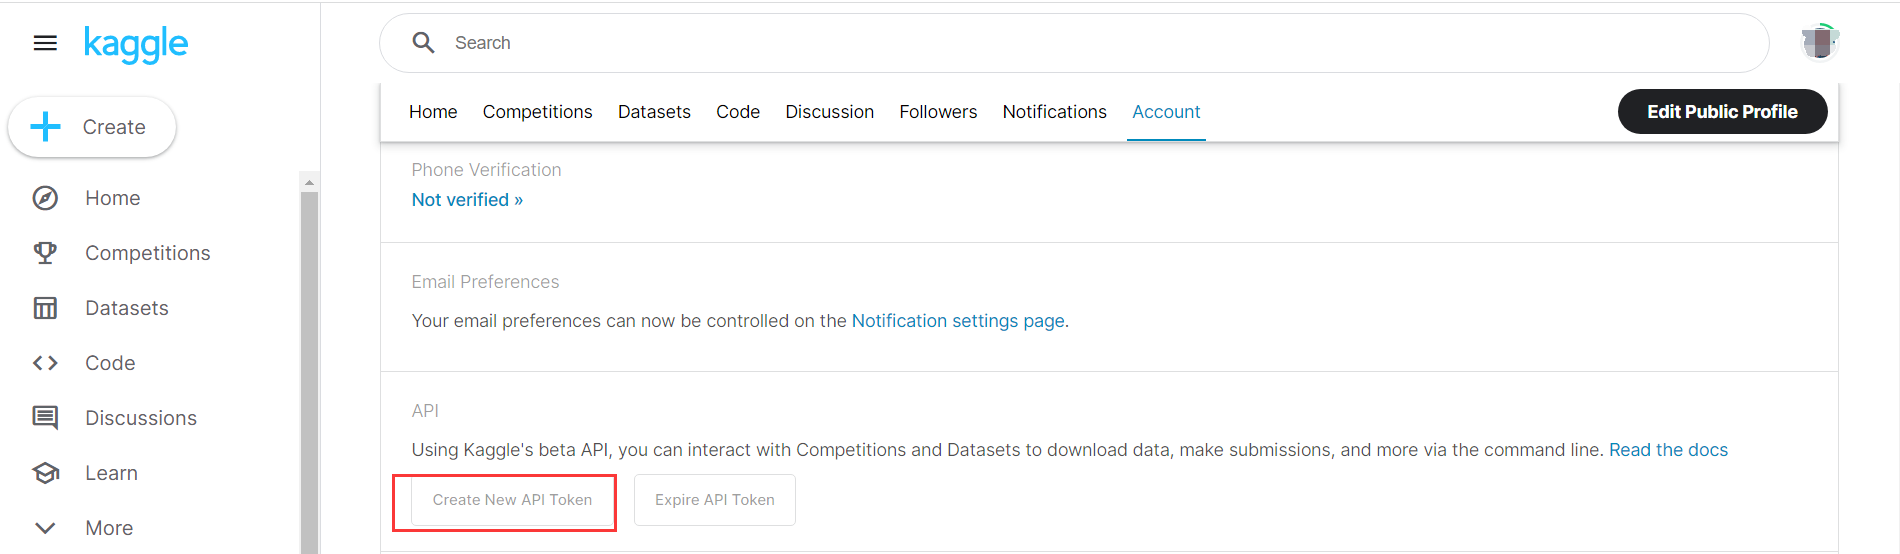 kaggle
Search
Create
Home
Competitions
Datasets
Code
Discussions
Learn
More
Home Competitions Datasets Code Discussion Followers Notifications Account Edit Public Profile
Phone Verification
Not verified »
Email Preferences
Your email preferences can now be controlled on the Notification settings page.
API
Using Kaggle's beta API, you can interact with Competitions and Datasets to download data, make submissions, and more via the command line. Read the docs
Create New API Token Expire API Token